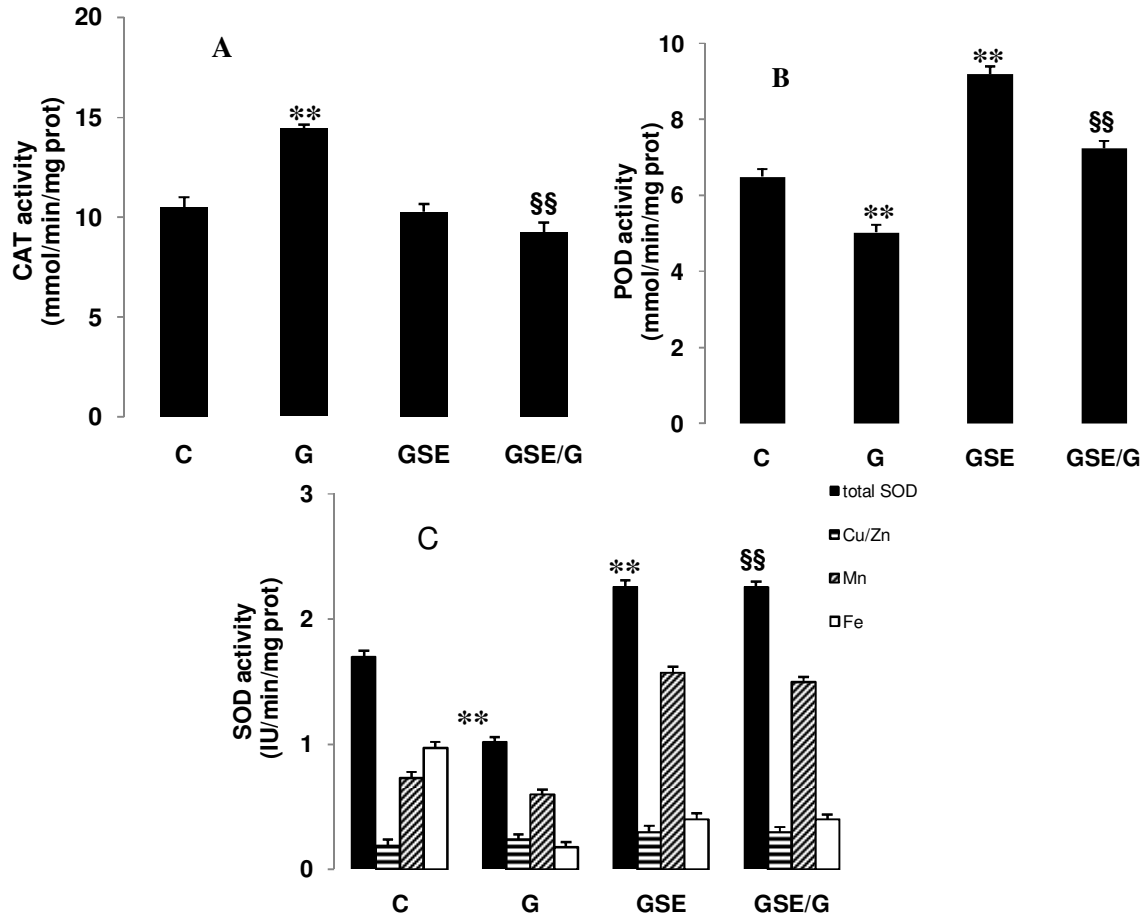 A
CAT activity
(mmol/min/mg prot)
20
15
10
5
0
**
§§
C G GSE GSE/G
B
POD activity
(mmol/min/mg prot)
10
8
6
4
2
0
**
**
§§
C G GSE GSE/G
C
SOD activity
(IU/min/mg prot)
3
2
1
0
**
**
§§
total SOD
Cu/Zn
Mn
Fe
C G GSE GSE/G